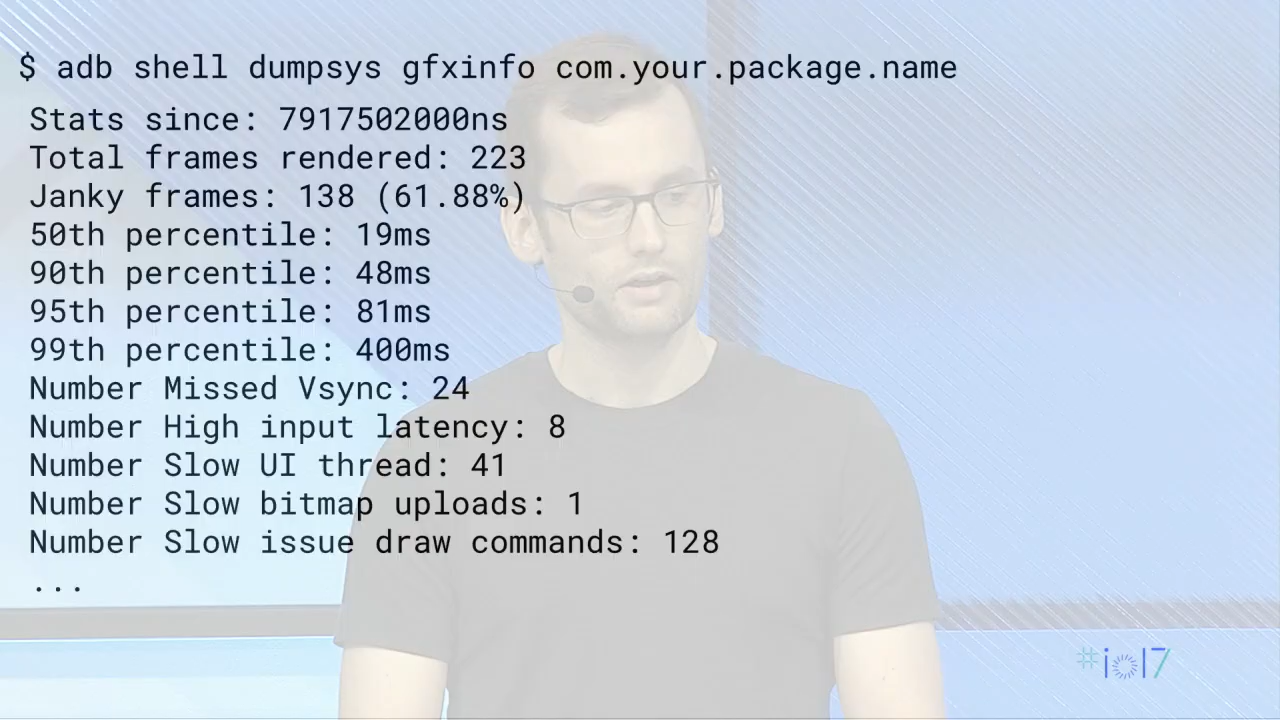 $ adb shell dumpsys gfxinfo com.your.package.name
Stats since: 7917502000ns
Total frames rendered: 223
Janky frames: 138 (61.88%)
50th percentile: 19ms
90th percentile: 48ms
95th percentile: 81ms
99th percentile: 400ms
Number Missed Vsync: 24
Number High input latency: 8
Number Slow UI thread: 41
Number Slow bitmap uploads: 1
Number Slow issue draw commands: 128
...
#io17